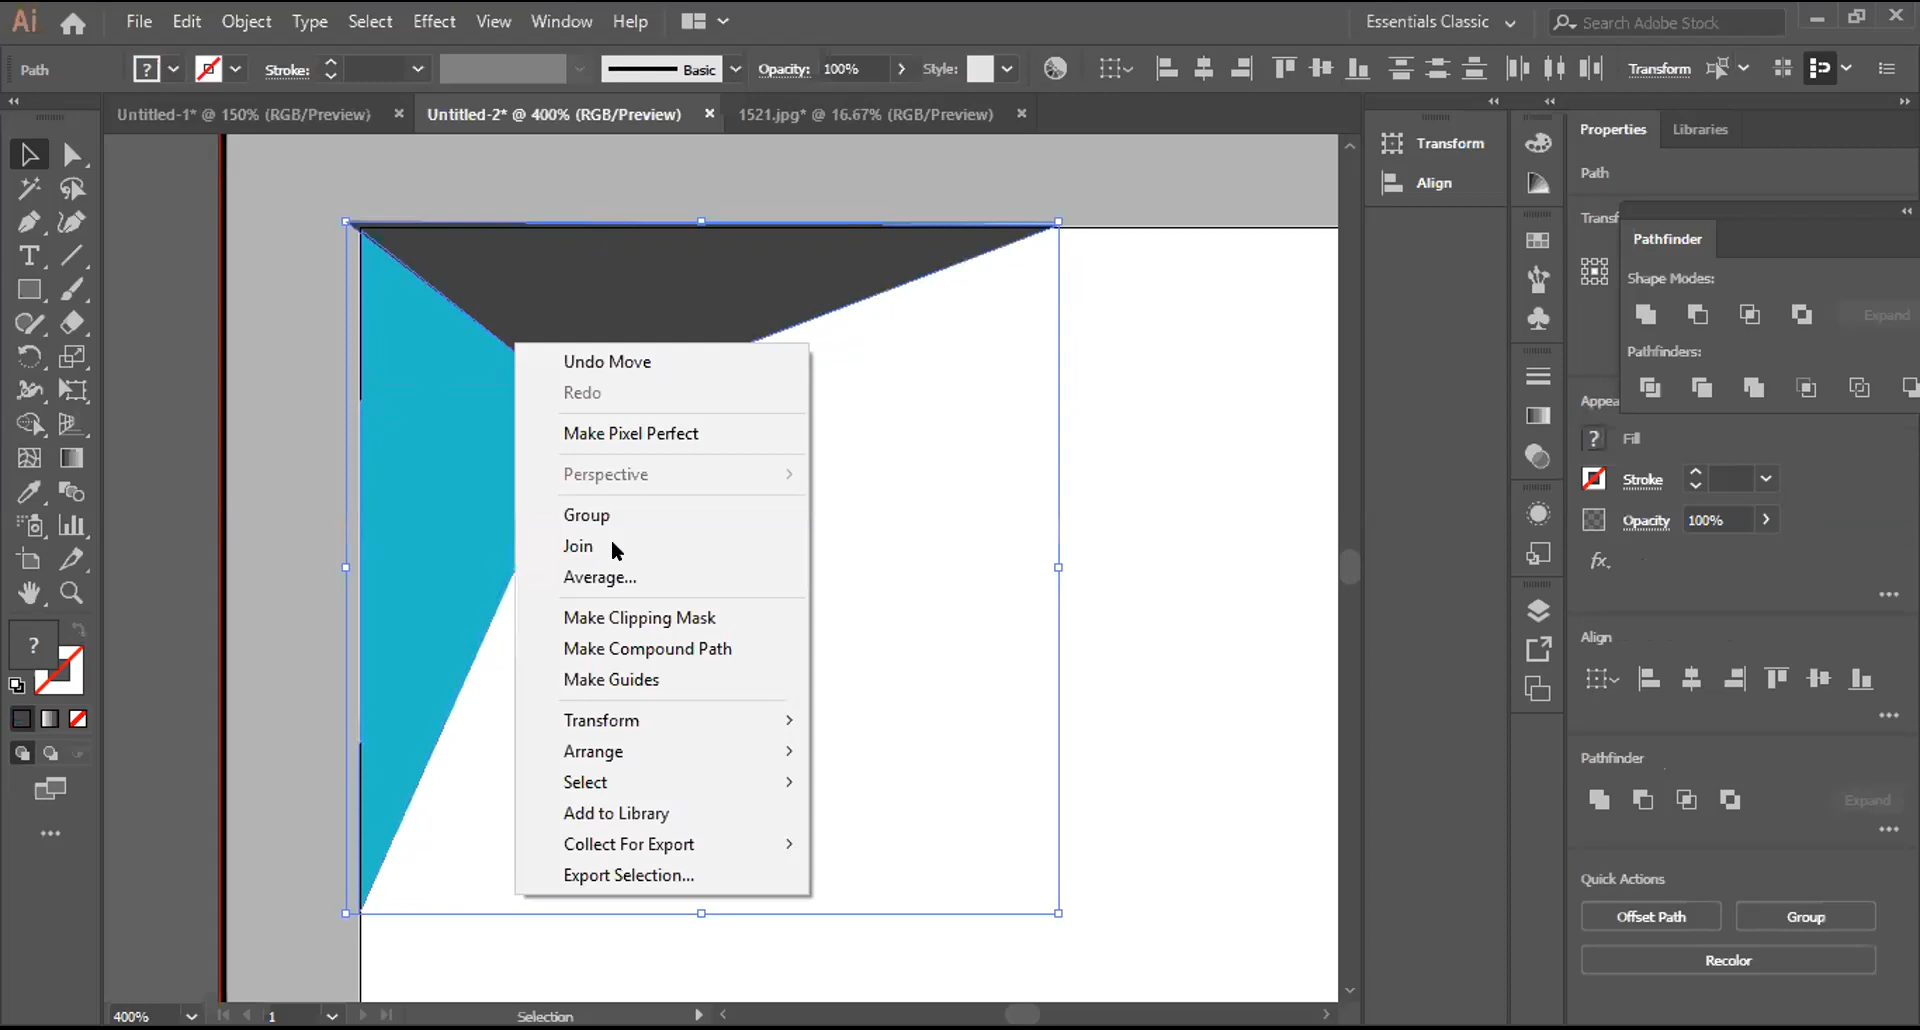 Ai File Edit Object Type Select Effect View Window Help Essentials Classic Search Adobe Stock
Path ? Stroke: Basic Opacity: 100% Style: Transform
Untitled-1* @ 150% (RGB/Preview) × Untitled-2* @ 400% (RGB/Preview) × 1521.jpg* @ 16.67% (RGB/Preview) ×
Transform
Align
Properties Libraries
Path
Transf
Pathfinder
Shape Modes:
Expand
Pathfinders:
Appea
? Fill
Stroke
Opacity 100%
fx.
Align
Pathfinder
Expand
Quick Actions
Offset Path Group
Recolor
Undo Move
Redo
Make Pixel Perfect
Perspective
Group
Join
Average...
Make Clipping Mask
Make Compound Path
Make Guides
Transform
Arrange
Select
Add to Library
Collect For Export
Export Selection...
T
?
400% 1 Selection